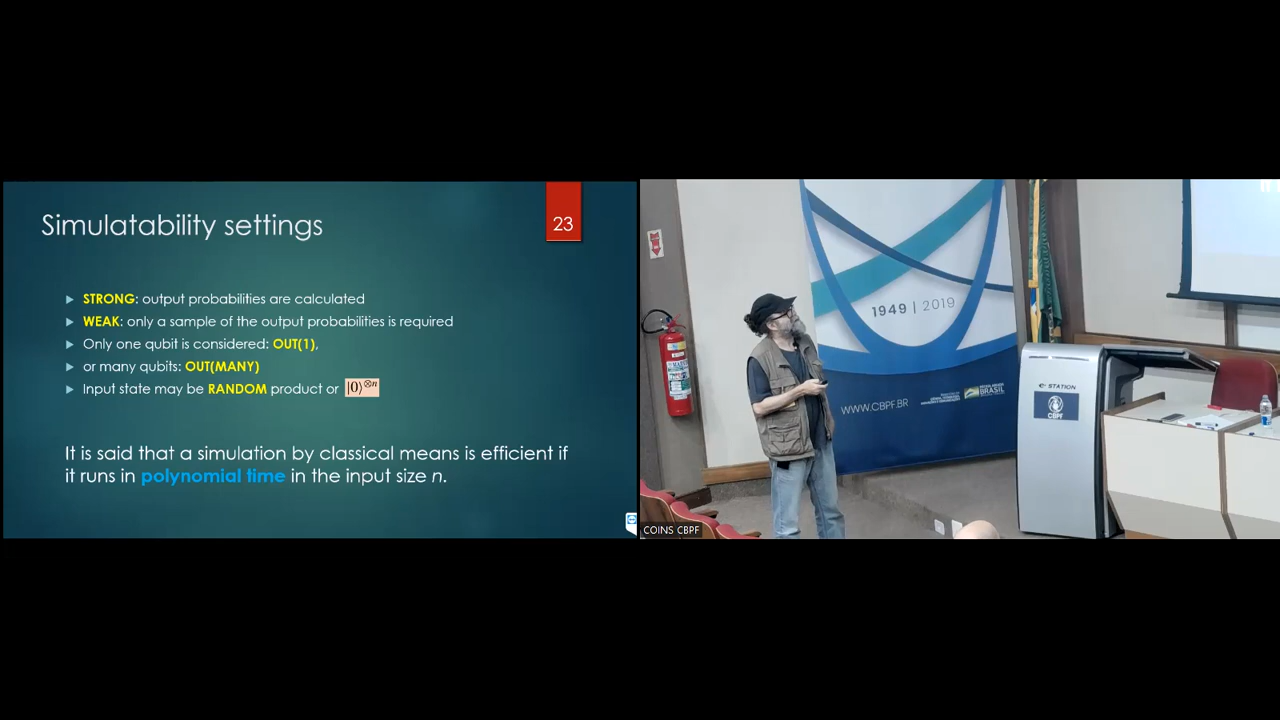 Simulatability settings
23
STRONG: output probabilities are calculated
WEAK: only a sample of the output probabilities is required
Only one qubit is considered: OUT(1),
or many qubits: OUT(MANY)
Input state may be RANDOM product or |0⟩⊗n
It is said that a simulation by classical means is efficient if
it runs in polynomial time in the input size n.
1949 | 2019
WWW.CBPF.BR
BRASIL
STATION
CBPF
COINS CBPF